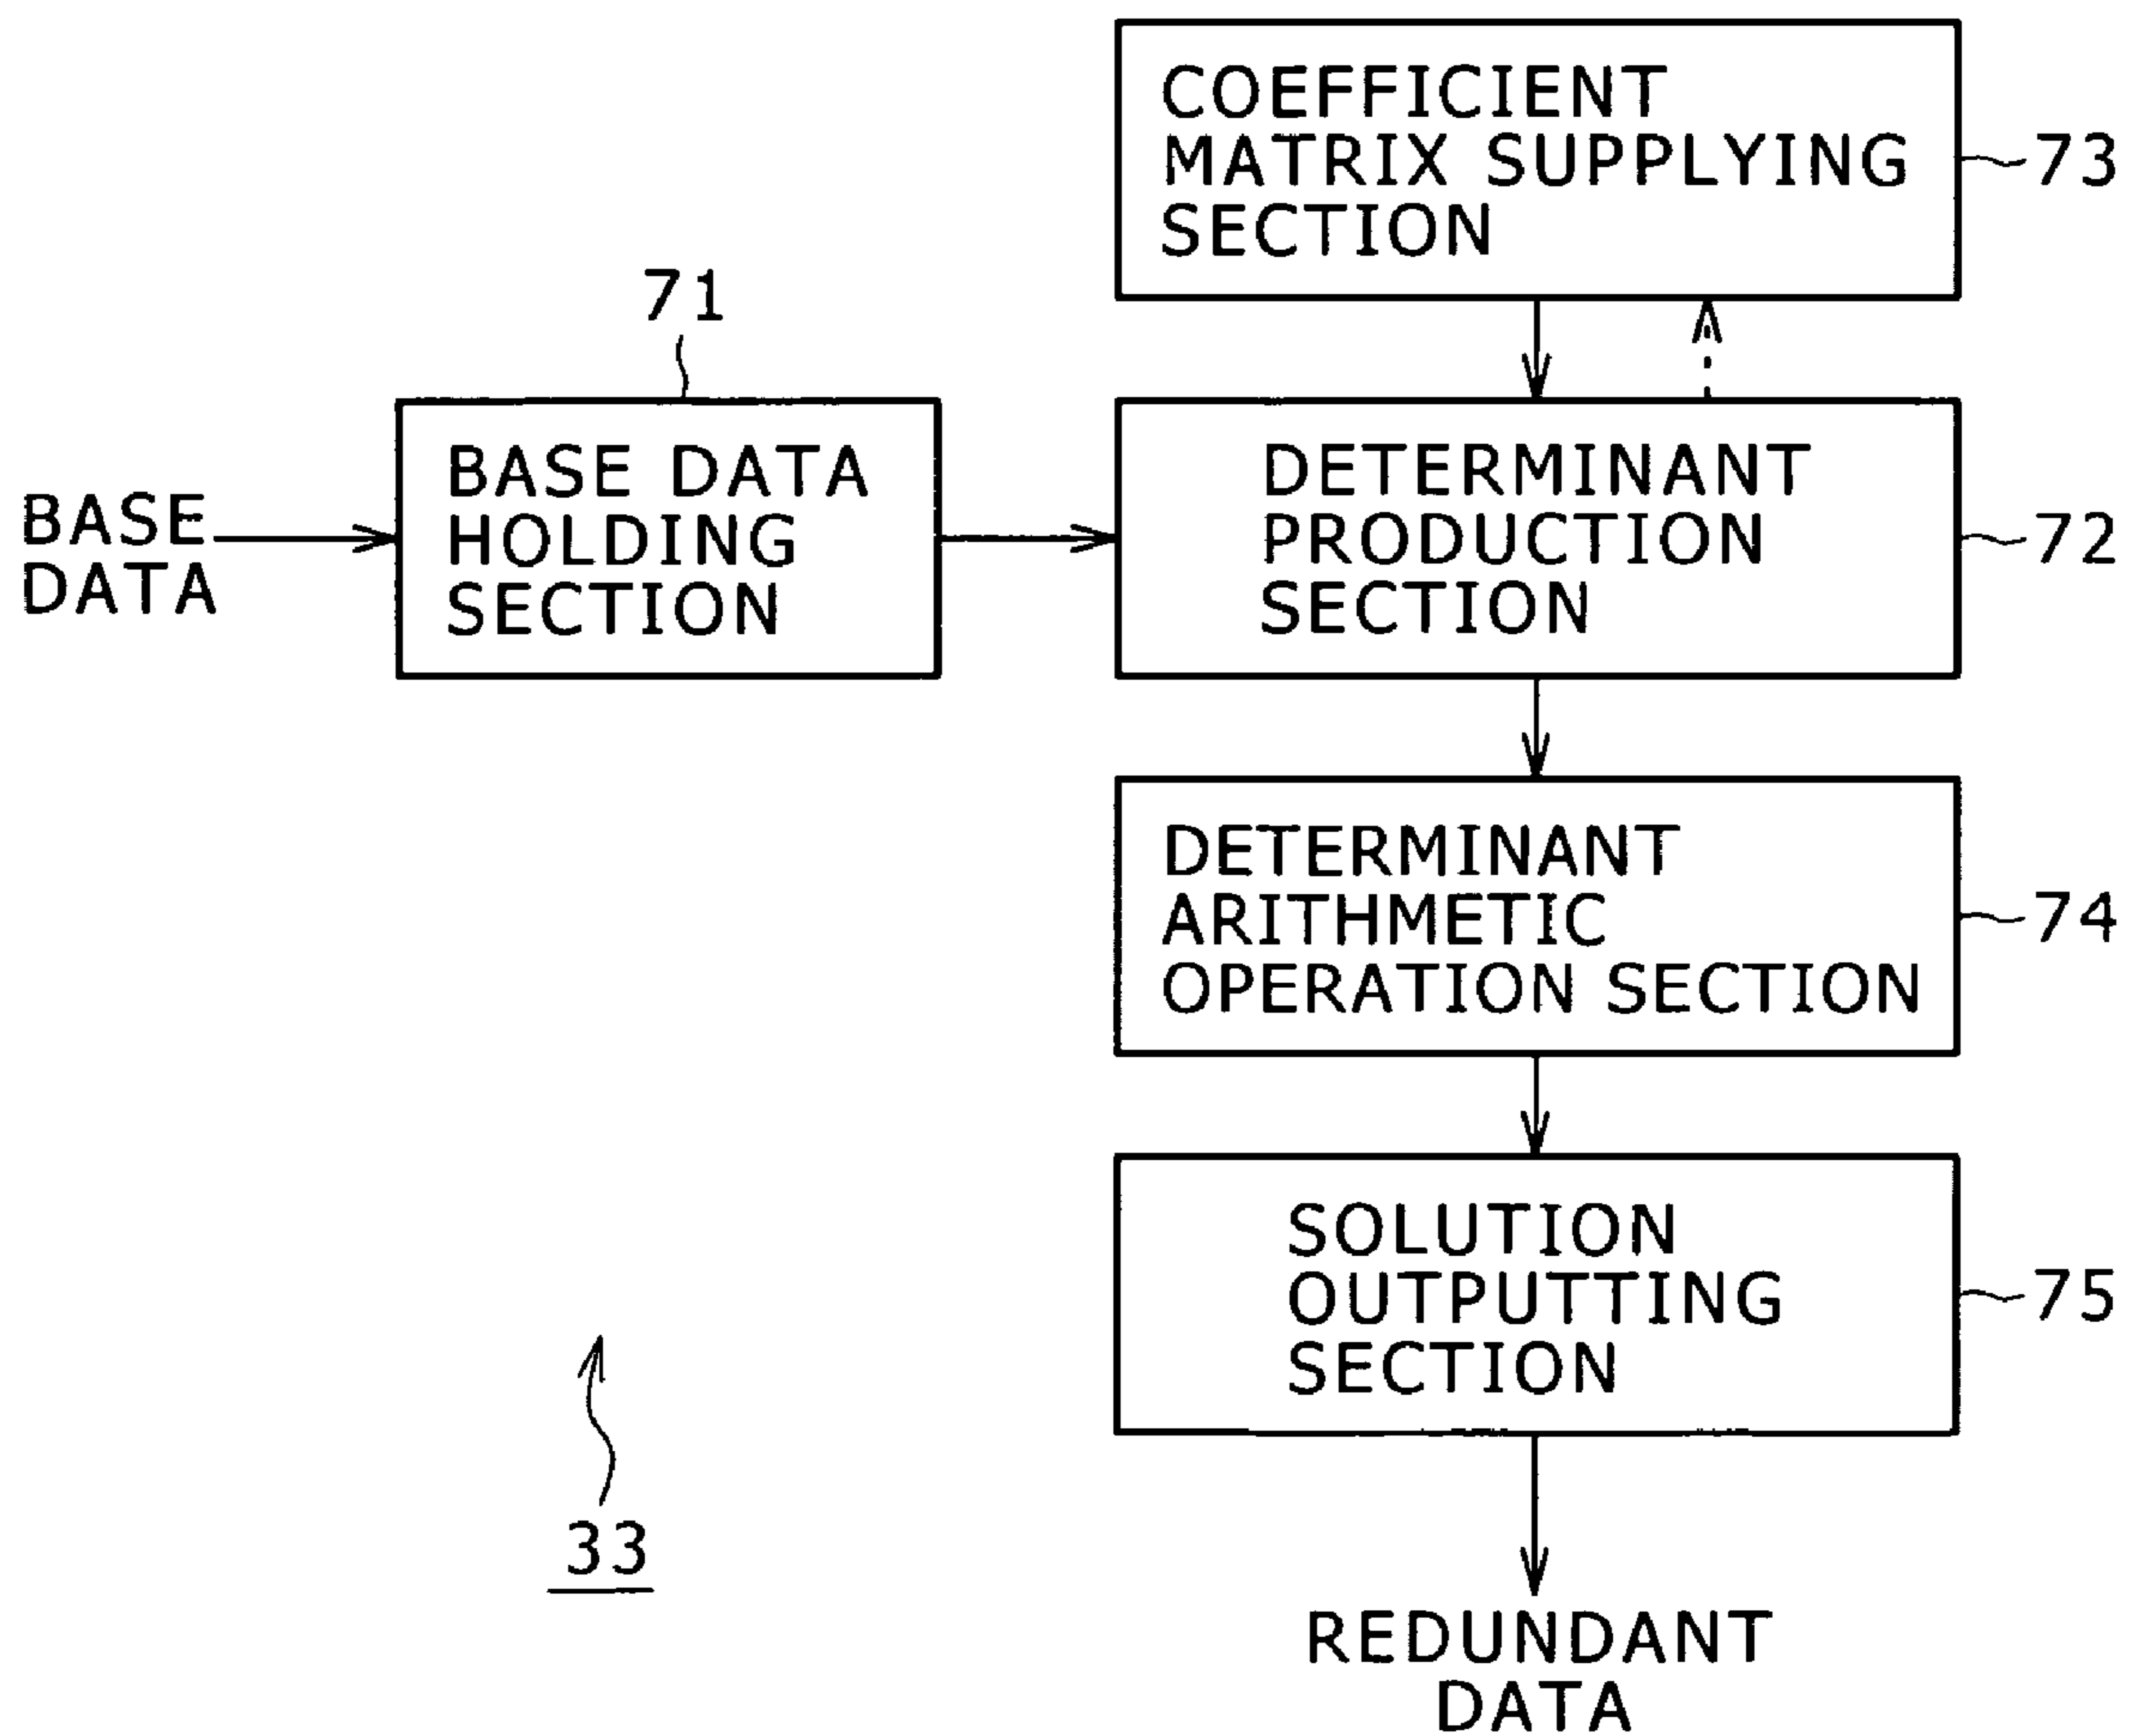 COEFFICIENT
MATRIX SUPPLYING
SECTION
73
71
BASE
DATA
BASE DATA
HOLDING
SECTION
DETERMINANT
PRODUCTION
SECTION
72
DETERMINANT
ARITHMETIC
OPERATION SECTION
74
SOLUTION
OUTPUTTING
SECTION
75
33
REDUNDANT
DATA